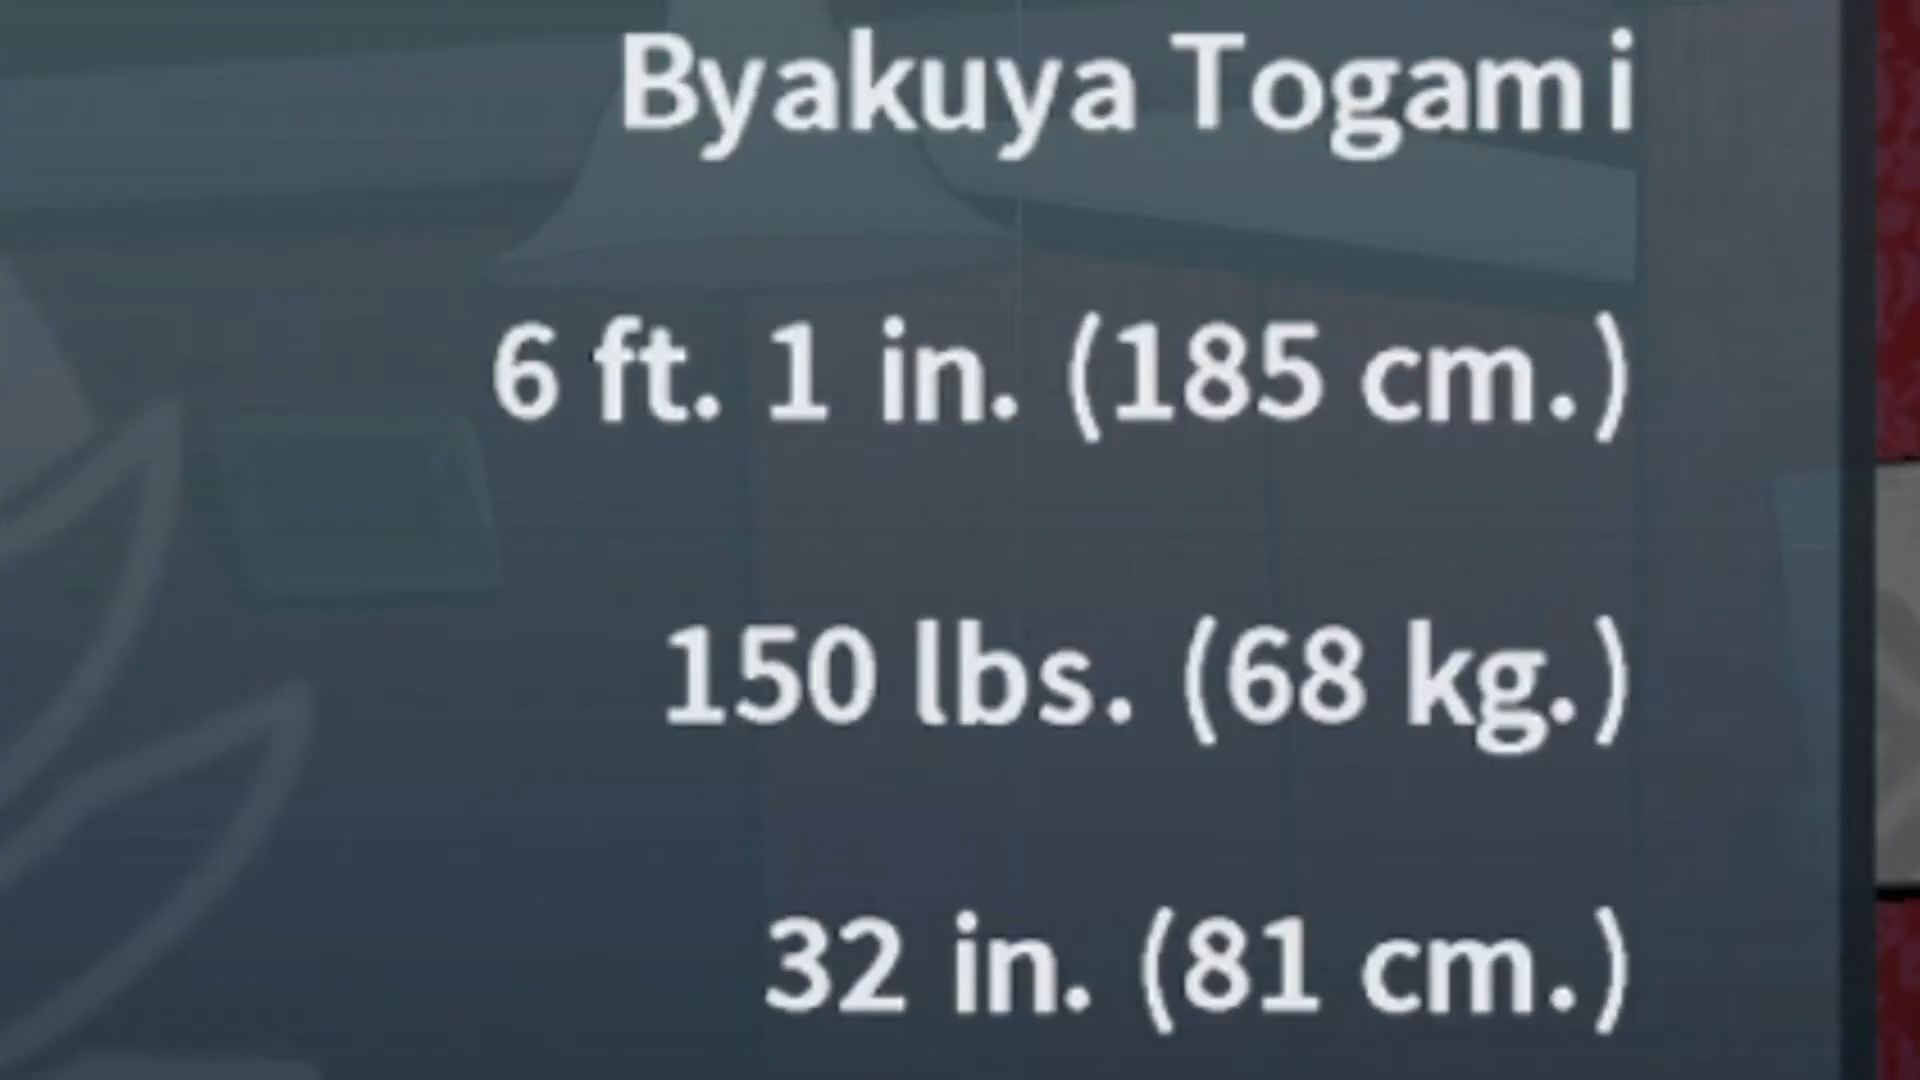 Byakuya Togami
6 ft. 1 in. (185 cm.)
150 lbs. (68 kg.)
32 in. (81 cm.)